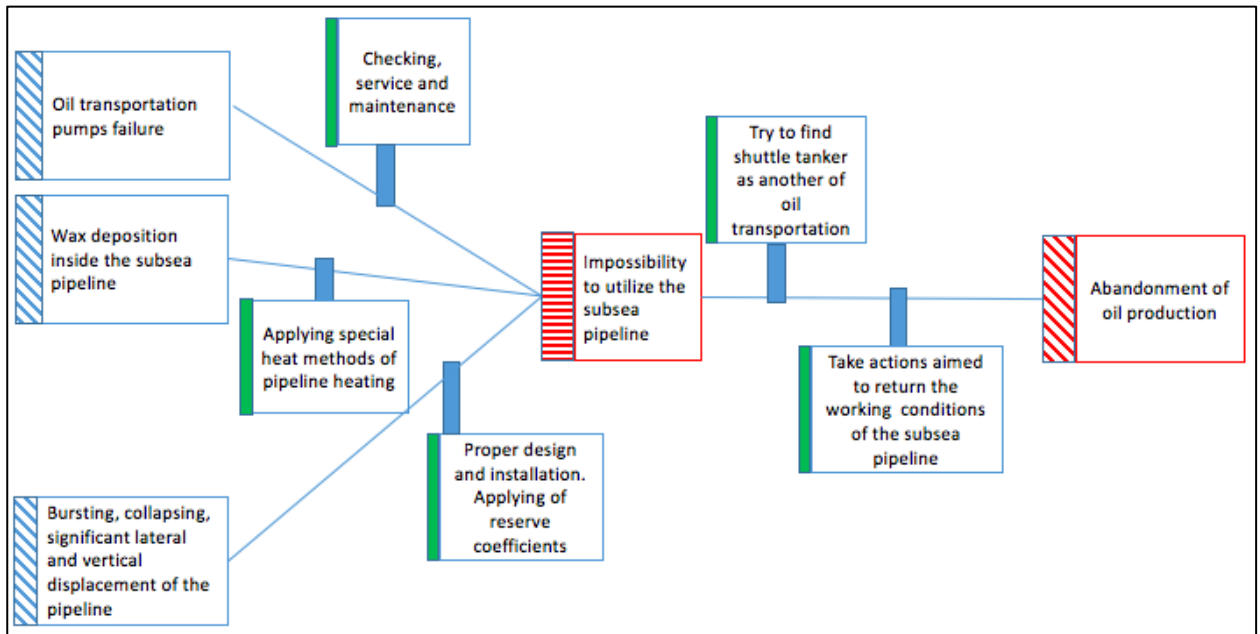 Oil transportation
pumps failure
Checking,
service and
maintenance
Wax deposition
inside the subsea
pipeline
Applying special
heat methods of
pipeline heating
Bursting, collapsing,
significant lateral
and vertical
displacement of the
pipeline
Proper design
and installation.
Applying of
reserve
coefficients
Impossibility
to utilize the
subsea
pipeline
Try to find
shuttle tanker
as another of
oil
transportation
Take actions aimed
to return the
working conditions
of the subsea
pipeline
Abandonment of
oil production